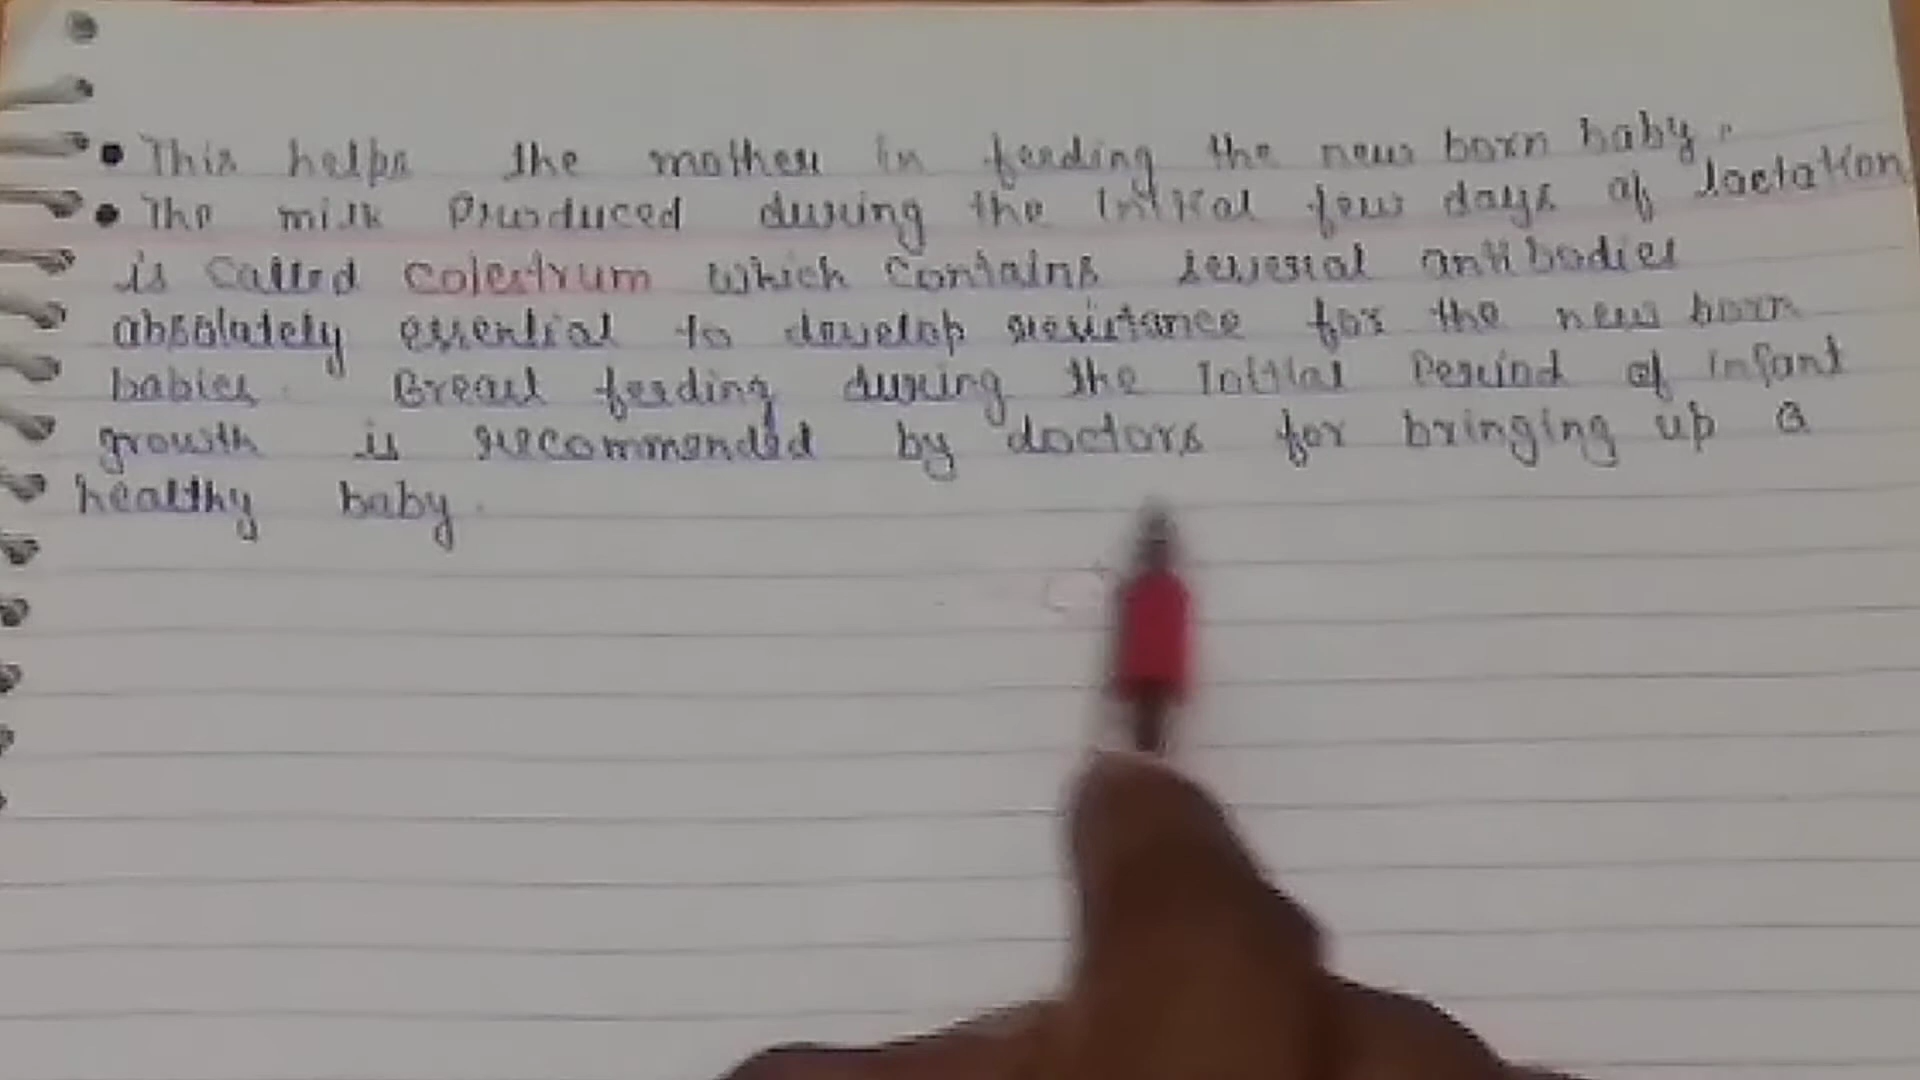 • This helps the mother in feeding the new born baby.
• The milk produced during the Initial few days of lactation
is called colestrum which contains several antibodies
absolutely essential to develop resistance for the new born
babies. Breast feeding during the Initial Period of infant
growth is recommended by doctors for bringing up a
healthy baby.